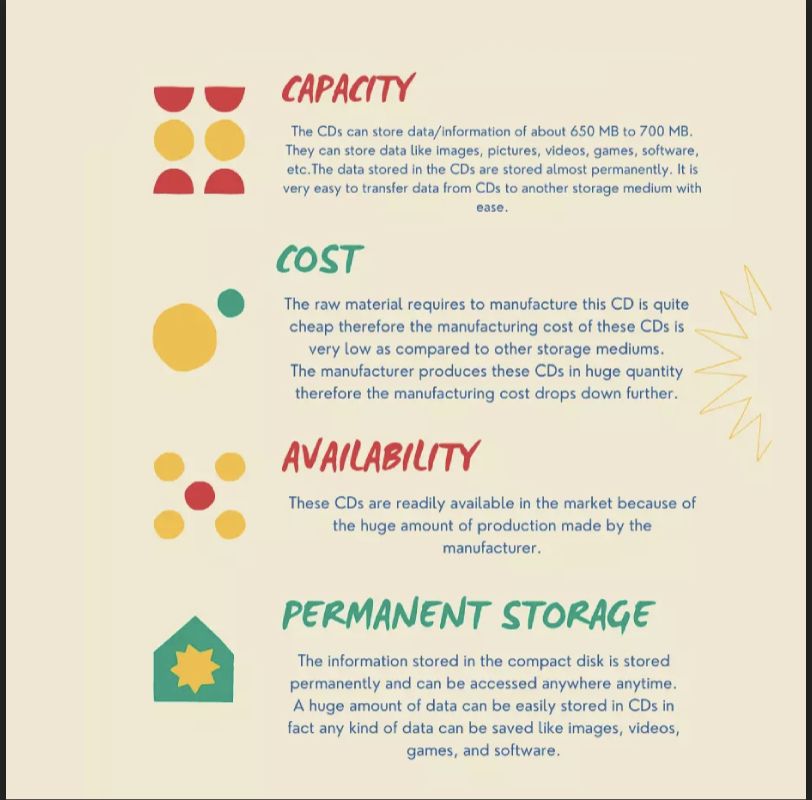 CAPACITY
The CDs can store data/information of about 650 MB to 700 MB.
They can store data like images, pictures, videos, games, software,
etc.The data stored in the CDs are stored almost permanently. It is
very easy to transfer data from CDs to another storage medium with
ease.
COST
The raw material requires to manufacture this CD is quite
cheap therefore the manufacturing cost of these CDs is
very low as compared to other storage mediums.
The manufacturer produces these CDs in huge quantity
therefore the manufacturing cost drops down further.
AVAILABILITY
These CDs are readily available in the market because of
the huge amount of production made by the
manufacturer.
PERMANENT STORAGE
The information stored in the compact disk is stored
permanently and can be accessed anywhere anytime.
A huge amount of data can be easily stored in CDs in
fact any kind of data can be saved like images, videos,
games, and software.